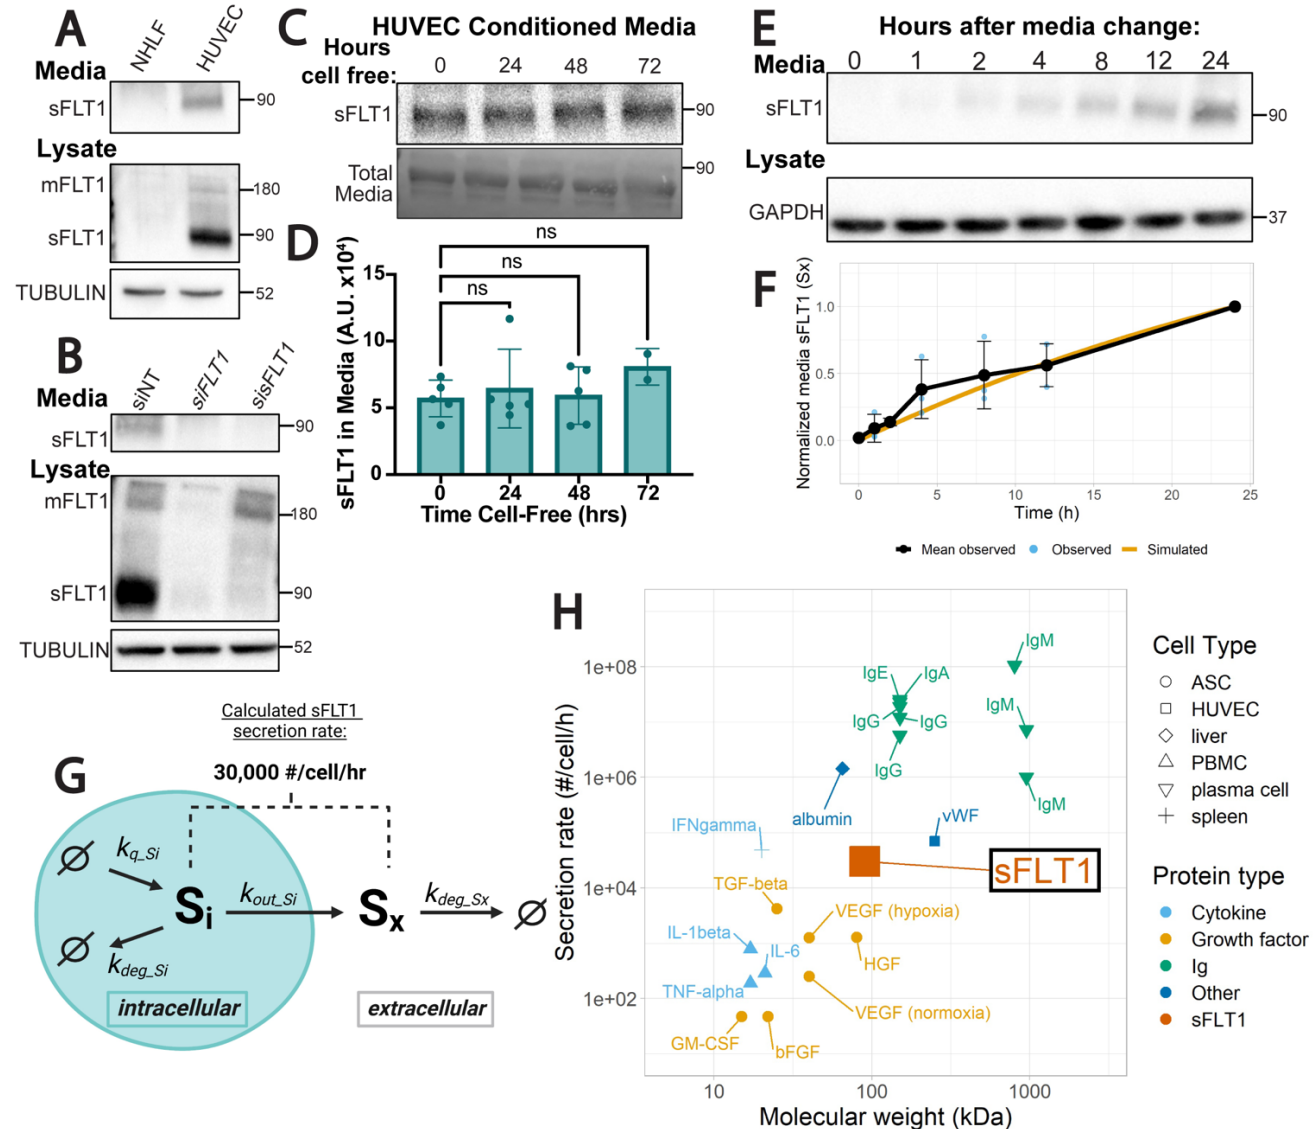 A
NHLF
HUVEC
Media
sFLT1
90
Lysate
mFLT1
180
sFLT1
90
TUBULIN
52
B
siNT
siFLT1
sisFLT1
Media
sFLT1
90
Lysate
mFLT1
180
sFLT1
90
TUBULIN
52
C
HUVEC Conditioned Media
Hours
cell free:
0 24 48 72
sFLT1
90
Total
Media
90
D
ns
ns
ns
sFLT1 in Media (A.U. x10⁴)
15
10
5
0
0 24 48 72
Time Cell-Free (hrs)
E
Hours after media change:
Media 0 1 2 4 8 12 24
sFLT1
90
Lysate
GAPDH
37
F
Normalized media sFLT1 (Sx)
1.0
0.5
0.0
0 5 10 15 20 25
Time (h)
Mean observed Observed Simulated
G
Calculated sFLT1
secretion rate:
30,000 #/cell/hr
∅
k_q_Si
S_i
k_out_Si
S_x
k_deg_Sx
∅
∅
k_deg_Si
intracellular
extracellular
H
Secretion rate (#/cell/h)
1e+08
1e+06
1e+04
1e+02
10 100 1000
Molecular weight (kDa)
IgM
IgE
IgA
IgM
IgG
IgG
IgG
IgM
albumin
vWF
IFNgamma
sFLT1
TGF-beta
VEGF (hypoxia)
IL-1beta
IL-6
HGF
TNF-alpha
VEGF (normoxia)
GM-CSF
bFGF
Cell Type
ASC
HUVEC
liver
PBMC
plasma cell
spleen
Protein type
Cytokine
Growth factor
Ig
Other
sFLT1